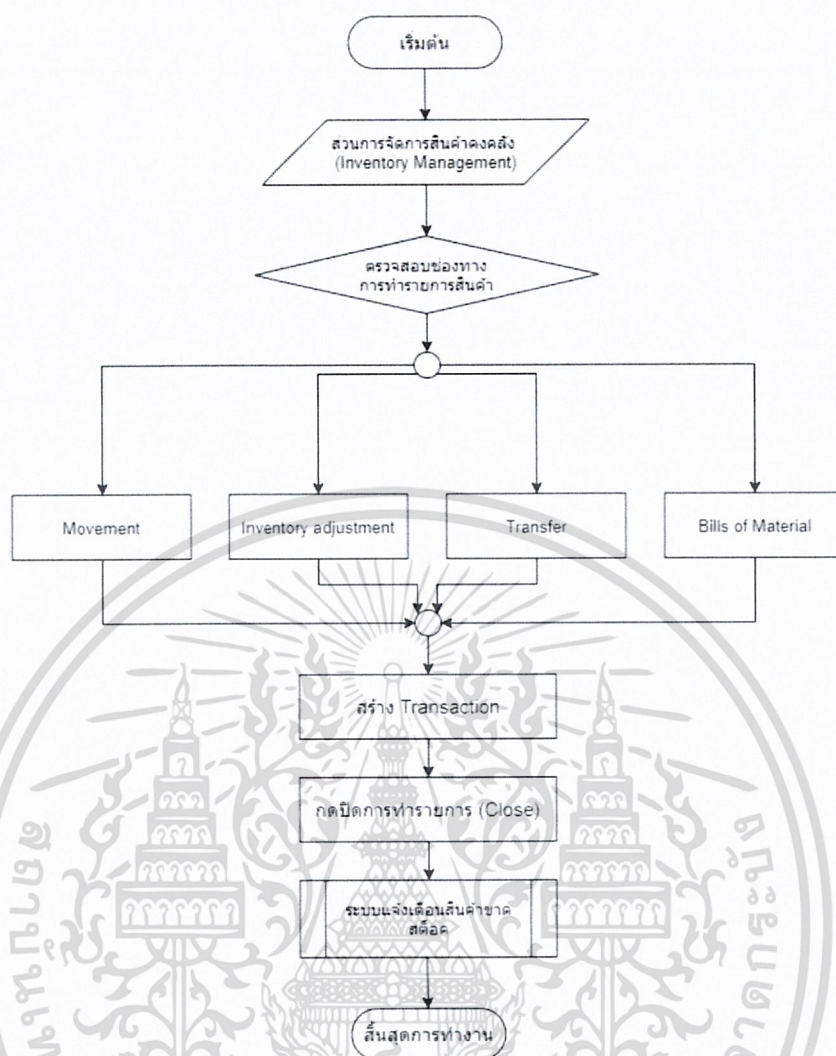 เริ่มต้น
ส่วนการจัดการสินค้าคงคลัง
(Inventory Management)
ตรวจสอบช่องทาง
การทำรายการสินค้า
Movement
Inventory adjustment
Transfer
Bills of Material
สร้าง Transaction
กดปิดการทำรายการ (Close)
ระบบแจ้งเตือนสินค้าขาด
สต็อค
สิ้นสุดการทำงาน